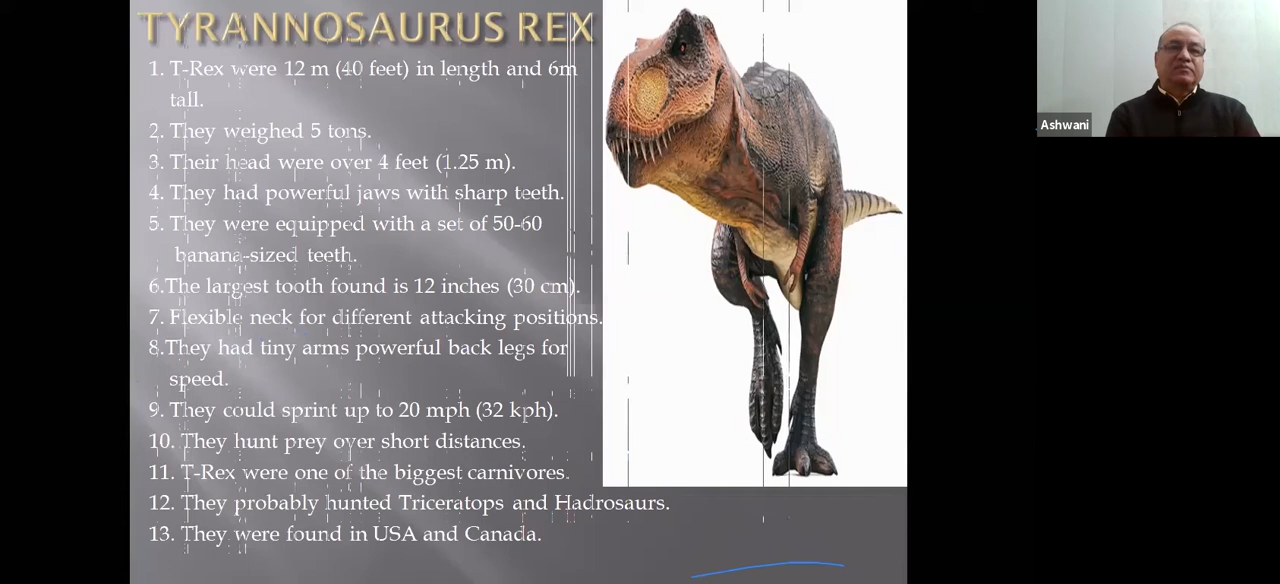 TYRANNOSAURUS REX
1. T-Rex were 12 m (40 feet) in length and 6m
tall.
2. They weighed 5 tons.
3. Their head were over 4 feet (1.25 m).
4. They had powerful jaws with sharp teeth.
5. They were equipped with a set of 50-60
banana-sized teeth.
6.The largest tooth found is 12 inches (30 cm).
7. Flexible neck for different attacking positions.
8.They had tiny arms powerful back legs for
speed.
9. They could sprint up to 20 mph (32 kph).
10. They hunt prey over short distances.
11. T-Rex were one of the biggest carnivores.
12. They probably hunted Triceratops and Hadrosaurs.
13. They were found in USA and Canada.
Ashwani